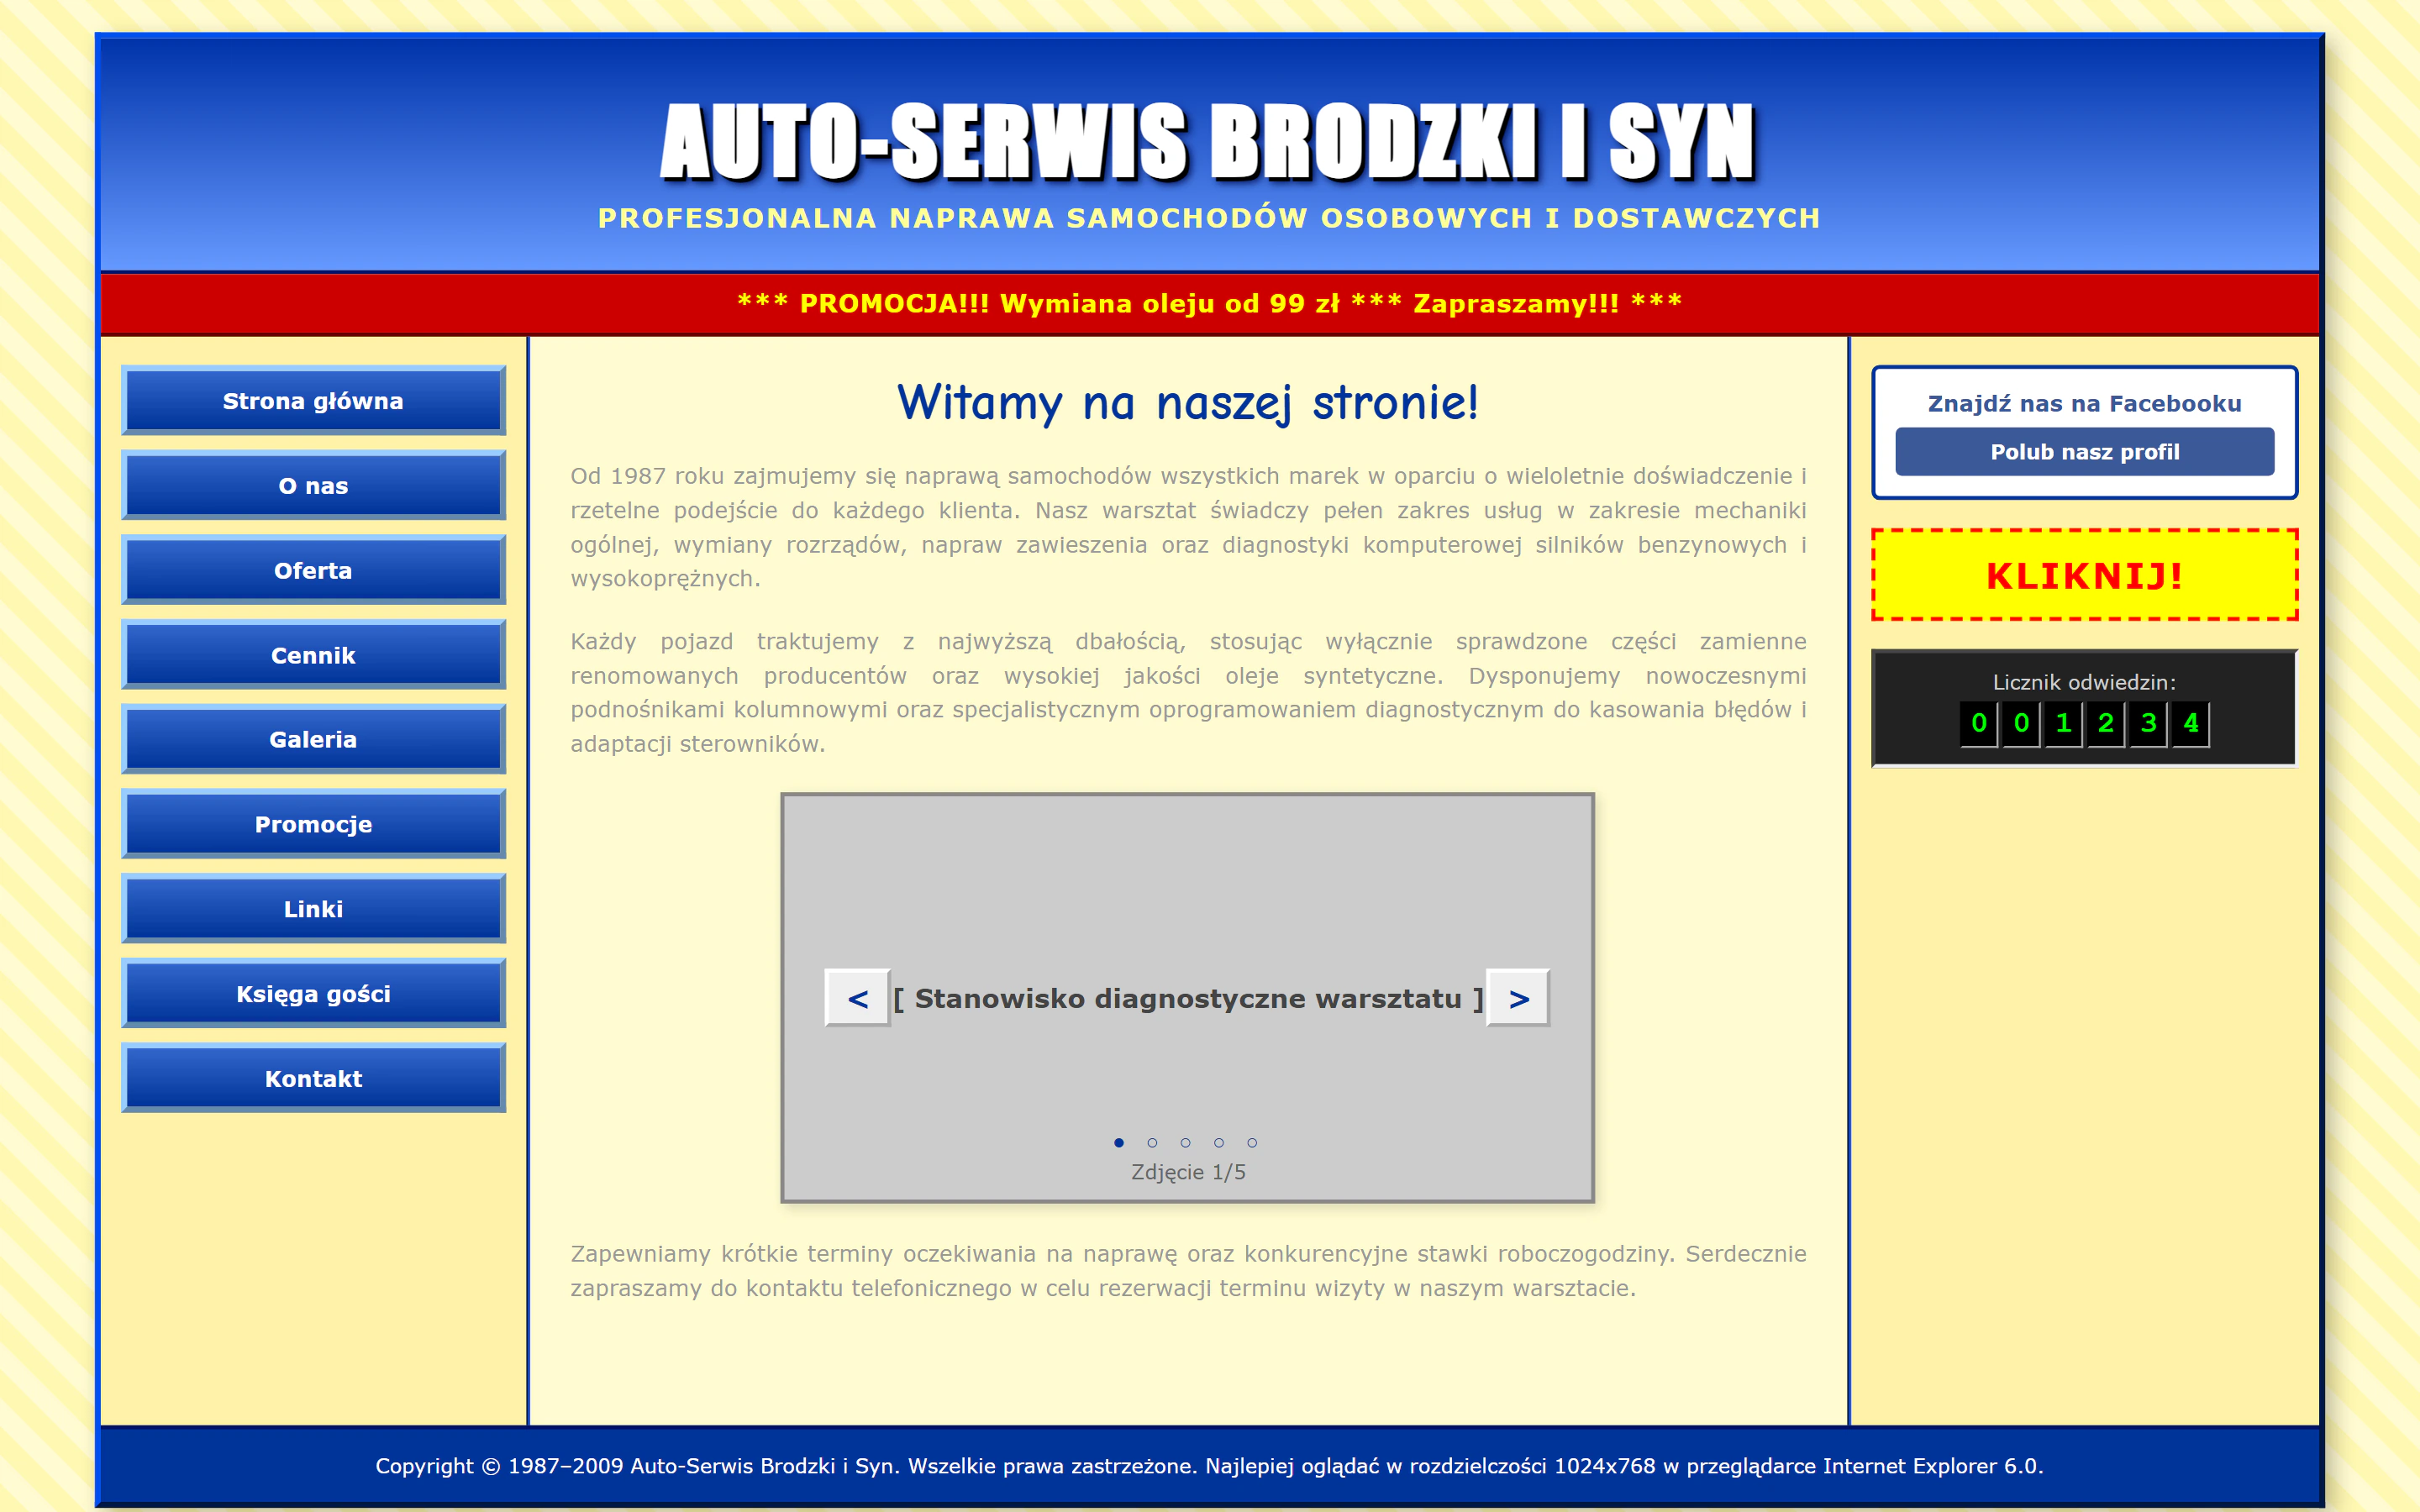 AUTO-SERWIS BRODZKI I SYN
PROFESJONALNA NAPRAWA SAMOCHODÓW OSOBOWYCH I DOSTAWCZYCH
*** PROMOCJA!!! Wymiana oleju od 99 zł *** Zapraszamy!!! ***
Strona główna
O nas
Oferta
Cennik
Galeria
Promocje
Linki
Księga gości
Kontakt
Witamy na naszej stronie!
Od 1987 roku zajmujemy się naprawą samochodów wszystkich marek w oparciu o wieloletnie doświadczenie i
rzetelne podejście do każdego klienta. Nasz warsztat świadczy pełen zakres usług w zakresie mechaniki
ogólnej, wymiany rozrządów, napraw zawieszenia oraz diagnostyki komputerowej silników benzynowych i
wysokoprężnych.
Każdy pojazd traktujemy z najwyższą dbałością, stosując wyłącznie sprawdzone części zamienne
renomowanych producentów oraz wysokiej jakości oleje syntetyczne. Dysponujemy nowoczesnymi
podnośnikami kolumnowymi oraz specjalistycznym oprogramowaniem diagnostycznym do kasowania błędów i
adaptacji sterowników.
< [ Stanowisko diagnostyczne warsztatu ] >
Zdjęcie 1/5
Zapewniamy krótkie terminy oczekiwania na naprawę oraz konkurencyjne stawki roboczogodziny. Serdecznie
zapraszamy do kontaktu telefonicznego w celu rezerwacji terminu wizyty w naszym warsztacie.
Znajdź nas na Facebooku
Polub nasz profil
KLIKNIJ!
Licznik odwiedzin:
0 0 1 2 3 4
Copyright © 1987–2009 Auto-Serwis Brodzki i Syn. Wszelkie prawa zastrzeżone. Najlepiej oglądać w rozdzielczości 1024x768 w przeglądarce Internet Explorer 6.0.